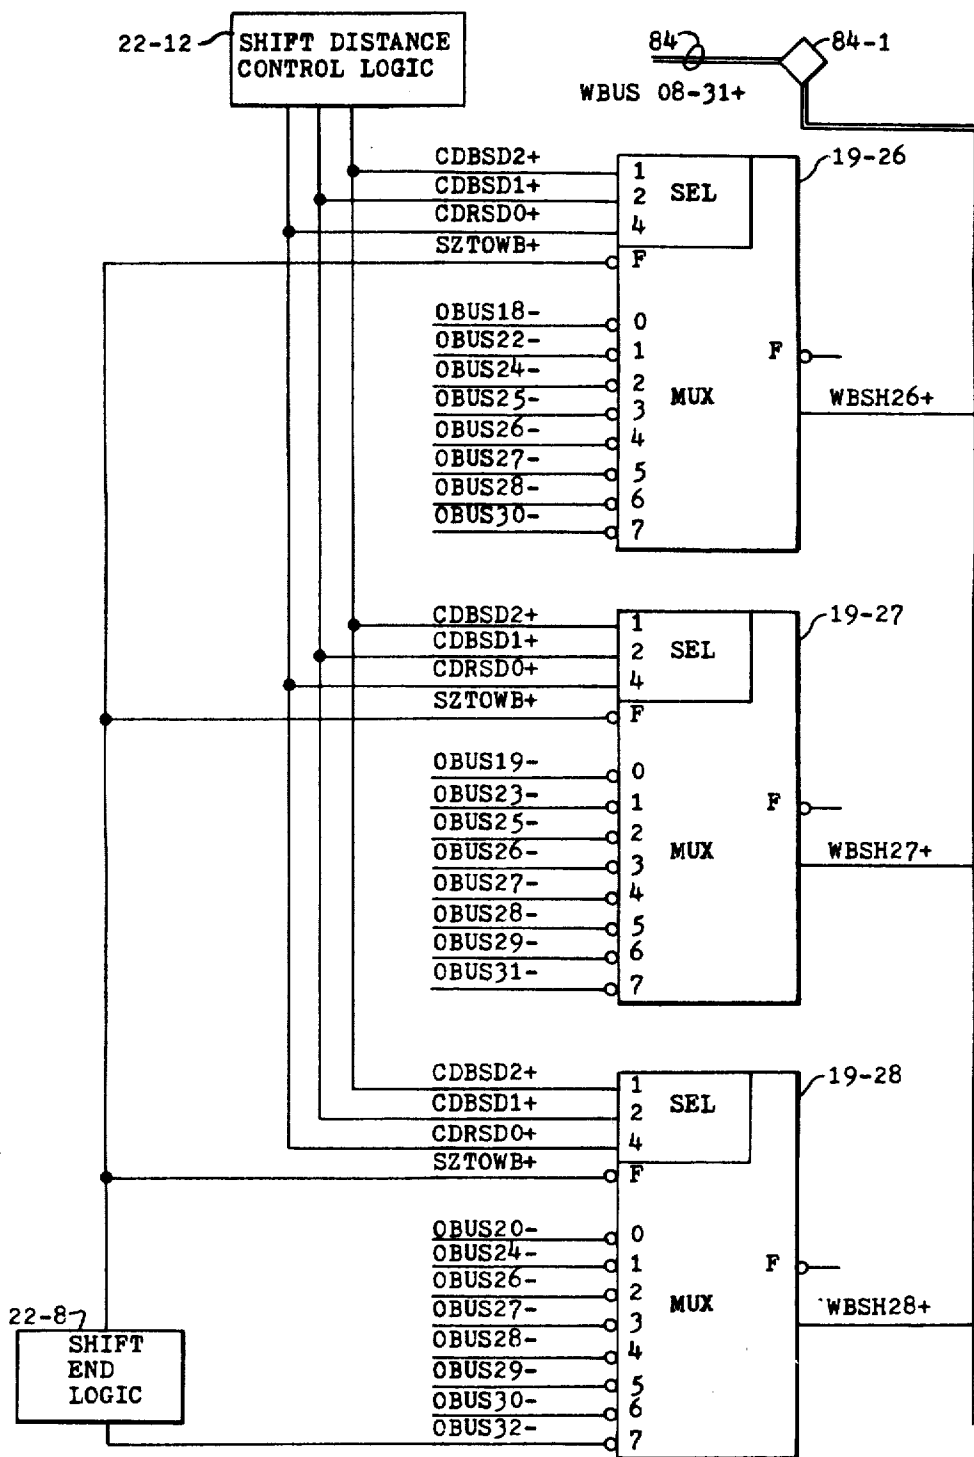 22-12
SHIFT DISTANCE
CONTROL LOGIC
84
84-1
WBUS 08-31+
19-26
CDBSD2+
1
SEL
CDBSD1+
2
CDRSD0+
4
SZTOWB+
F
OBUS18-
0
OBUS22-
1
F
OBUS24-
2
MUX
WBSH26+
OBUS25-
3
OBUS26-
4
OBUS27-
5
OBUS28-
6
OBUS30-
7
19-27
CDBSD2+
1
SEL
CDBSD1+
2
CDRSD0+
4
SZTOWB+
F
OBUS19-
0
OBUS23-
1
F
OBUS25-
2
OBUS26-
3
MUX
WBSH27+
OBUS27-
4
OBUS28-
5
OBUS29-
6
OBUS31-
7
19-28
CDBSD2+
1
SEL
CDBSD1+
2
CDRSD0+
4
SZTOWB+
F
OBUS20-
0
OBUS24-
1
F
OBUS26-
2
MUX
WBSH28+
OBUS27-
3
OBUS28-
4
OBUS29-
5
OBUS30-
6
OBUS32-
7
22-8
SHIFT
END
LOGIC